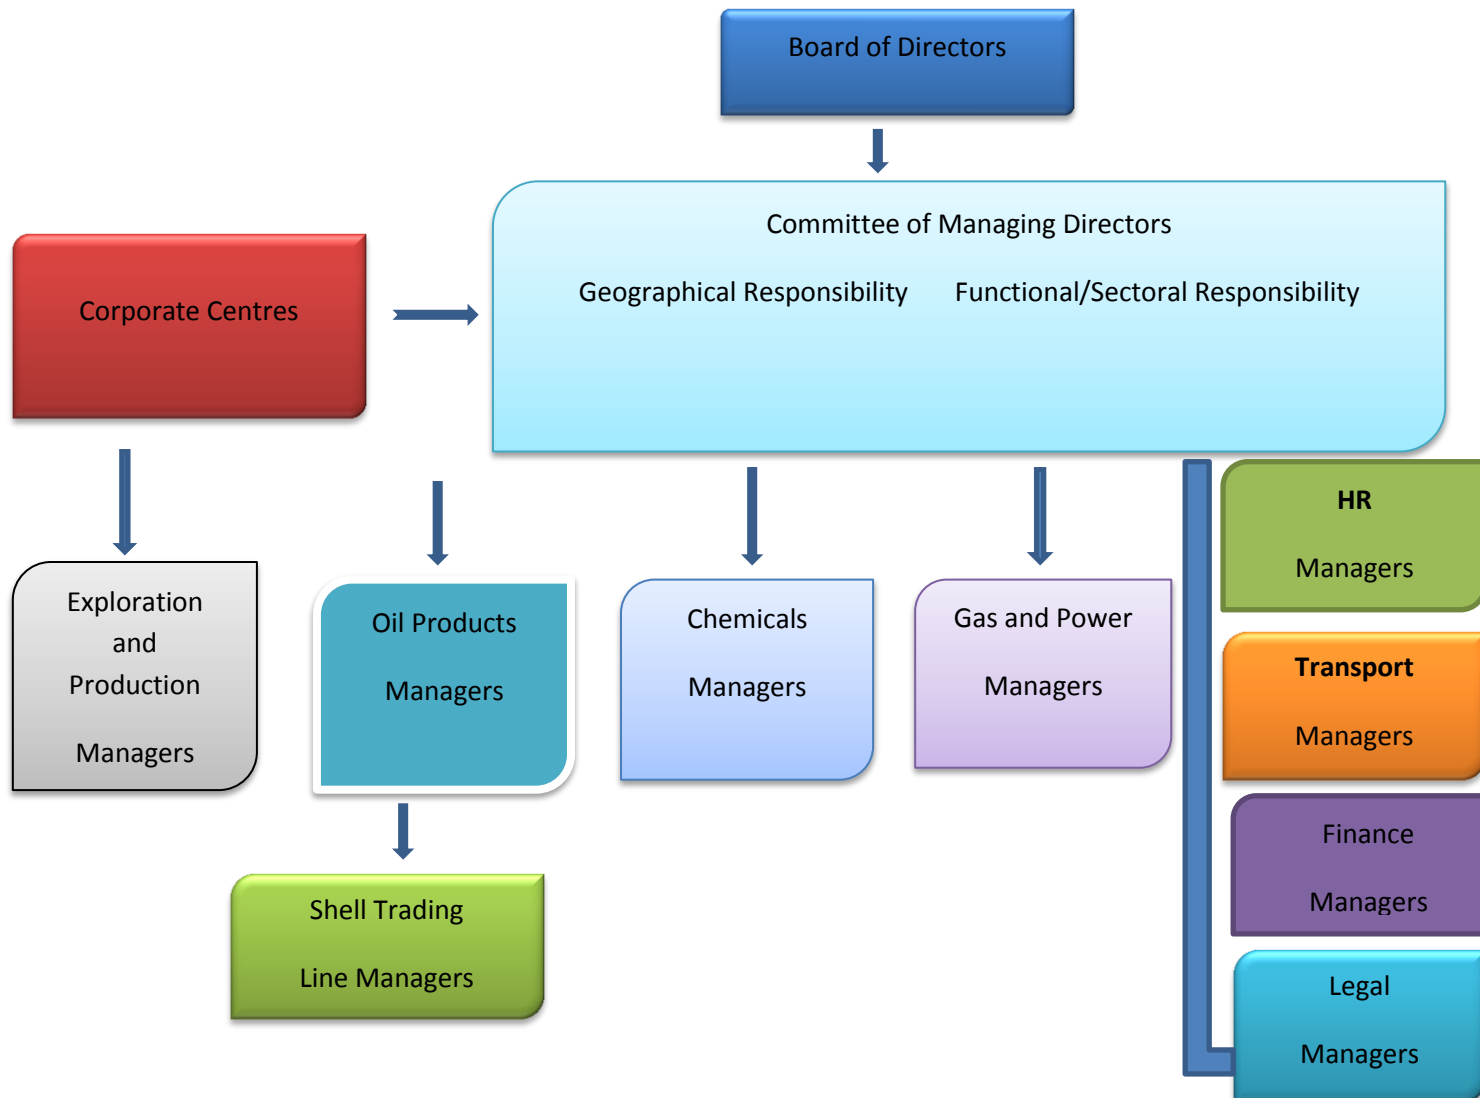 Board of Directors
Committee of Managing Directors
Geographical Responsibility Functional/Sectoral Responsibility
Corporate Centres
Exploration
and
Production
Managers
Oil Products
Managers
Chemicals
Managers
Gas and Power
Managers
HR
Managers
Transport
Managers
Finance
Managers
Legal
Managers
Shell Trading
Line Managers